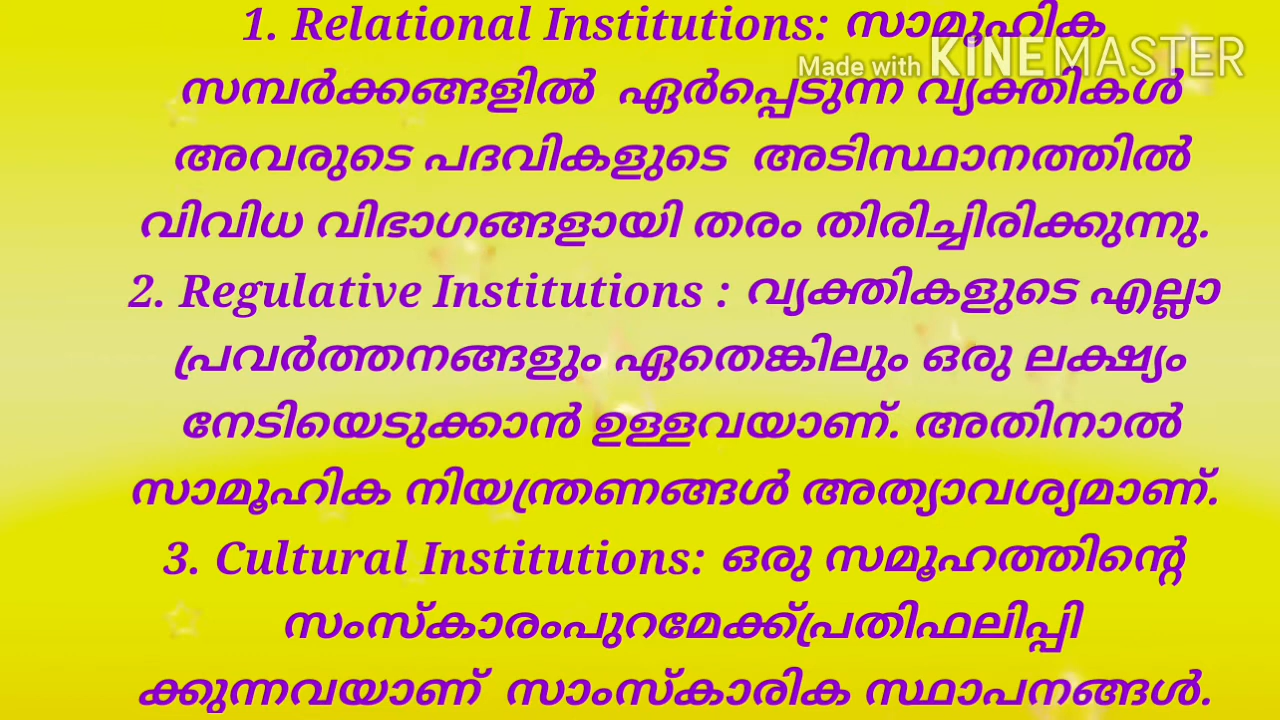 1. Relational Institutions: സാമൂഹിക
Made with KINEMASTER
സമ്പർക്കങ്ങളിൽ ഏർപ്പെടുന്ന വ്യക്തികൾ
അവരുടെ പദവികളുടെ അടിസ്ഥാനത്തിൽ
വിവിധ വിഭാഗങ്ങളായി തരം തിരിച്ചിരിക്കുന്നു.
2. Regulative Institutions : വ്യക്തികളുടെ എല്ലാ
പ്രവർത്തനങ്ങളും ഏതെങ്കിലും ഒരു ലക്ഷ്യം
നേടിയെടുക്കാൻ ഉള്ളവയാണ്. അതിനാൽ
സാമൂഹിക നിയന്ത്രണങ്ങൾ അത്യാവശ്യമാണ്.
3. Cultural Institutions: ഒരു സമൂഹത്തിന്റെ
സംസ്കാരംപുറമേക്ക്പ്രതിഫലിപ്പി
ക്കുന്നവയാണ് സാംസ്കാരിക സ്ഥാപനങ്ങൾ.